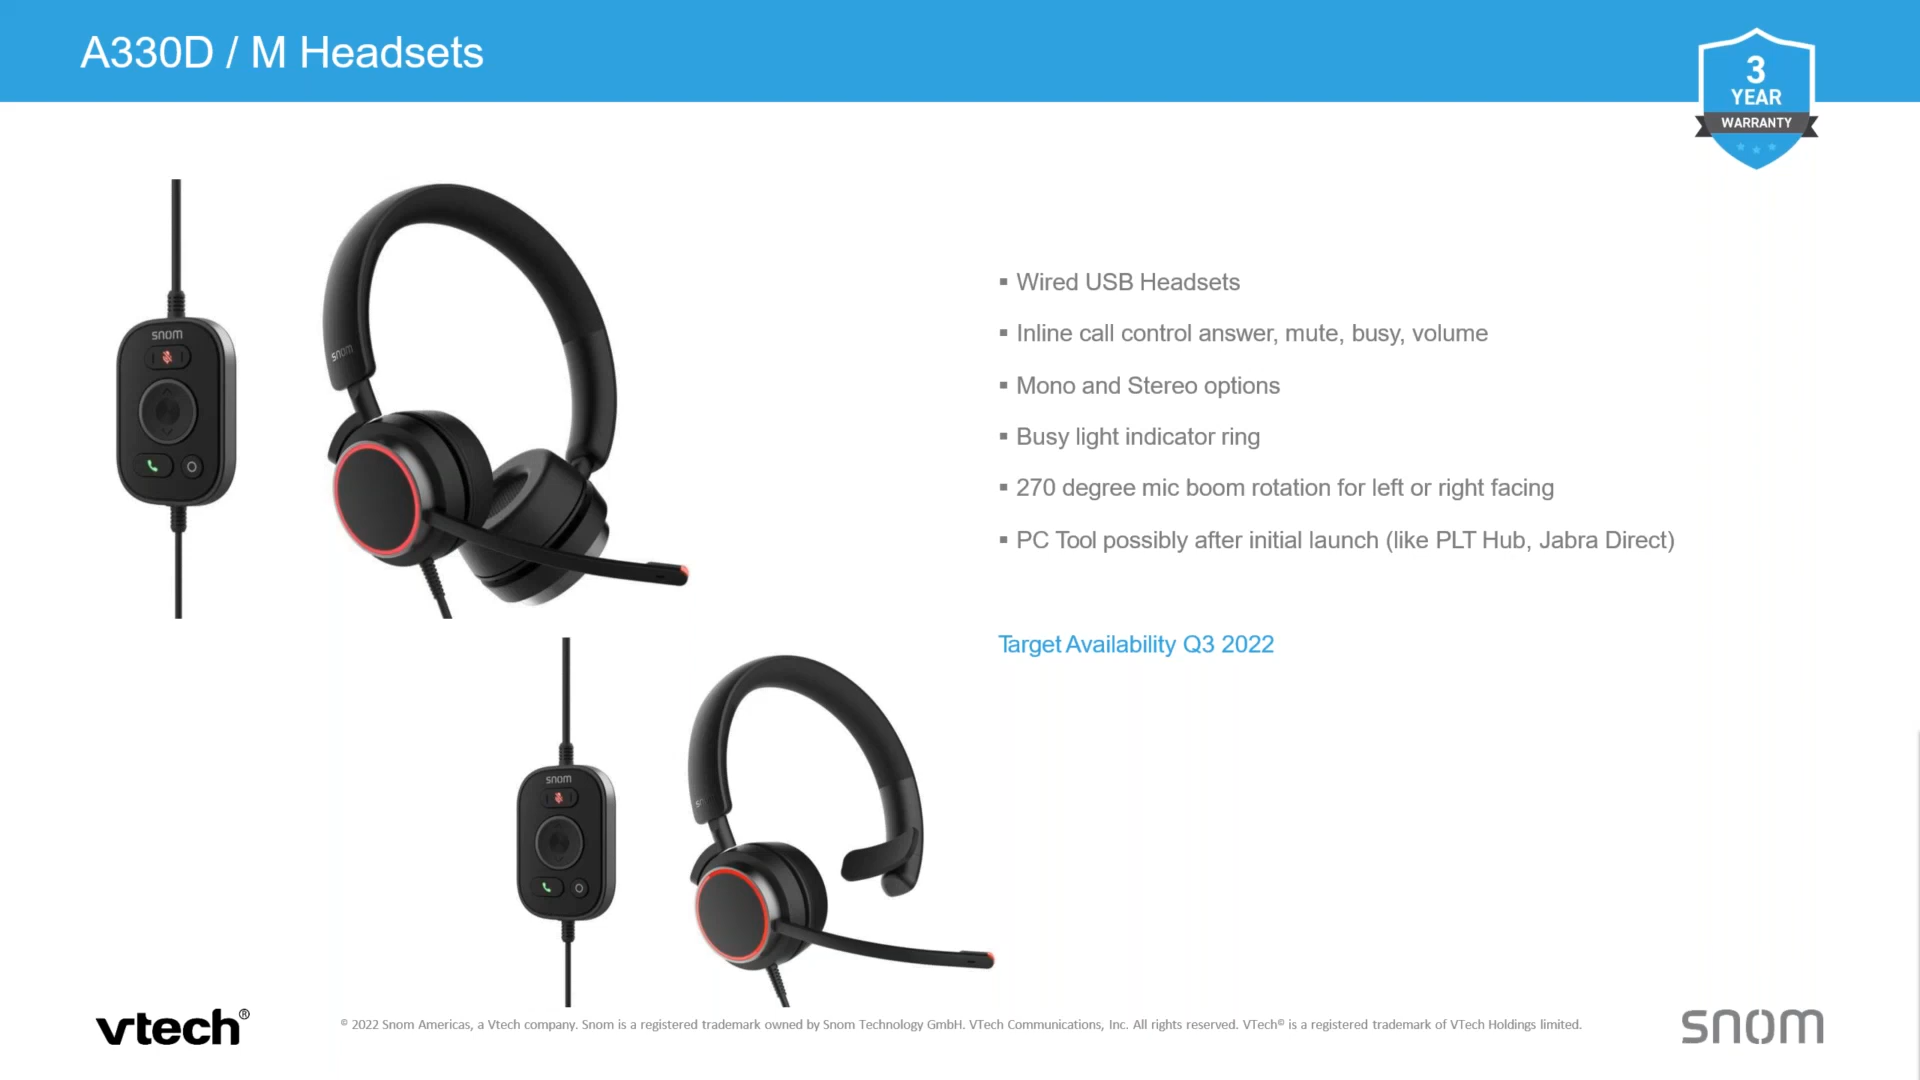 A330D / M Headsets
3
YEAR
WARRANTY
snom
snom
▪ Wired USB Headsets
▪ Inline call control answer, mute, busy, volume
▪ Mono and Stereo options
▪ Busy light indicator ring
▪ 270 degree mic boom rotation for left or right facing
▪ PC Tool possibly after initial launch (like PLT Hub, Jabra Direct)
Target Availability Q3 2022
snom
vtech®
© 2022 Snom Americas, a Vtech company. Snom is a registered trademark owned by Snom Technology GmbH. VTech Communications, Inc. All rights reserved. VTech® is a registered trademark of VTech Holdings limited.
snom